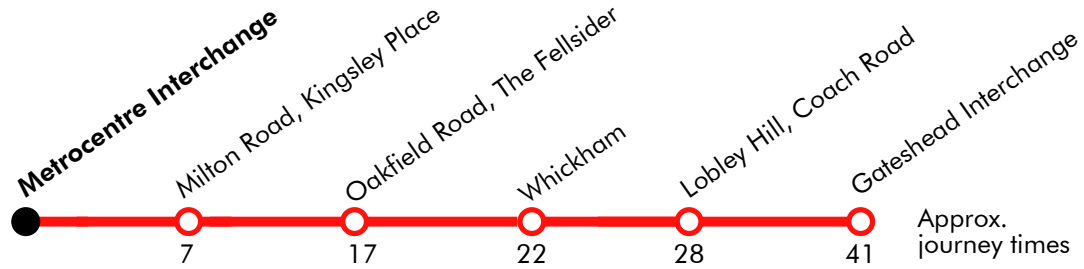 Metrocentre Interchange
Milton Road, Kingsley Place
Oakfield Road, The Fellsider
Whickham
Lobley Hill, Coach Road
Gateshead Interchange
7
17
22
28
41
Approx.
journey times